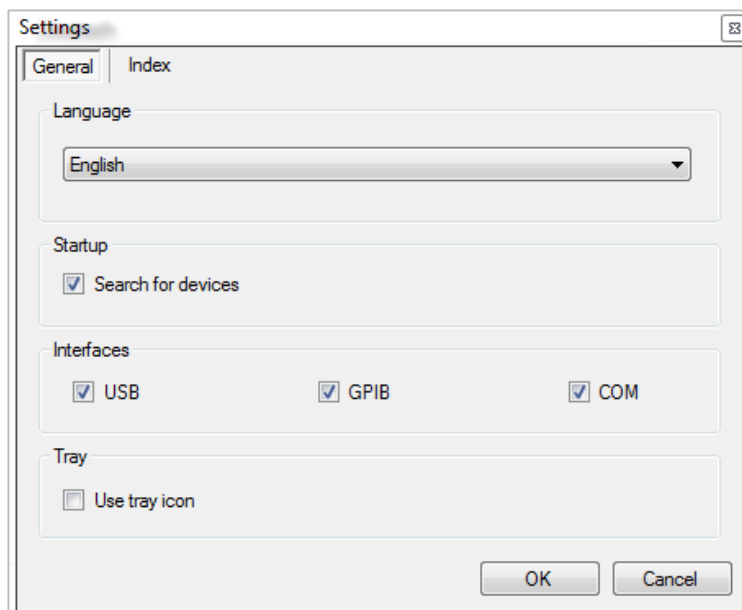 Settings
General Index
Language
English
Startup
Search for devices
Interfaces
USB GPIB COM
Tray
Use tray icon
OK Cancel